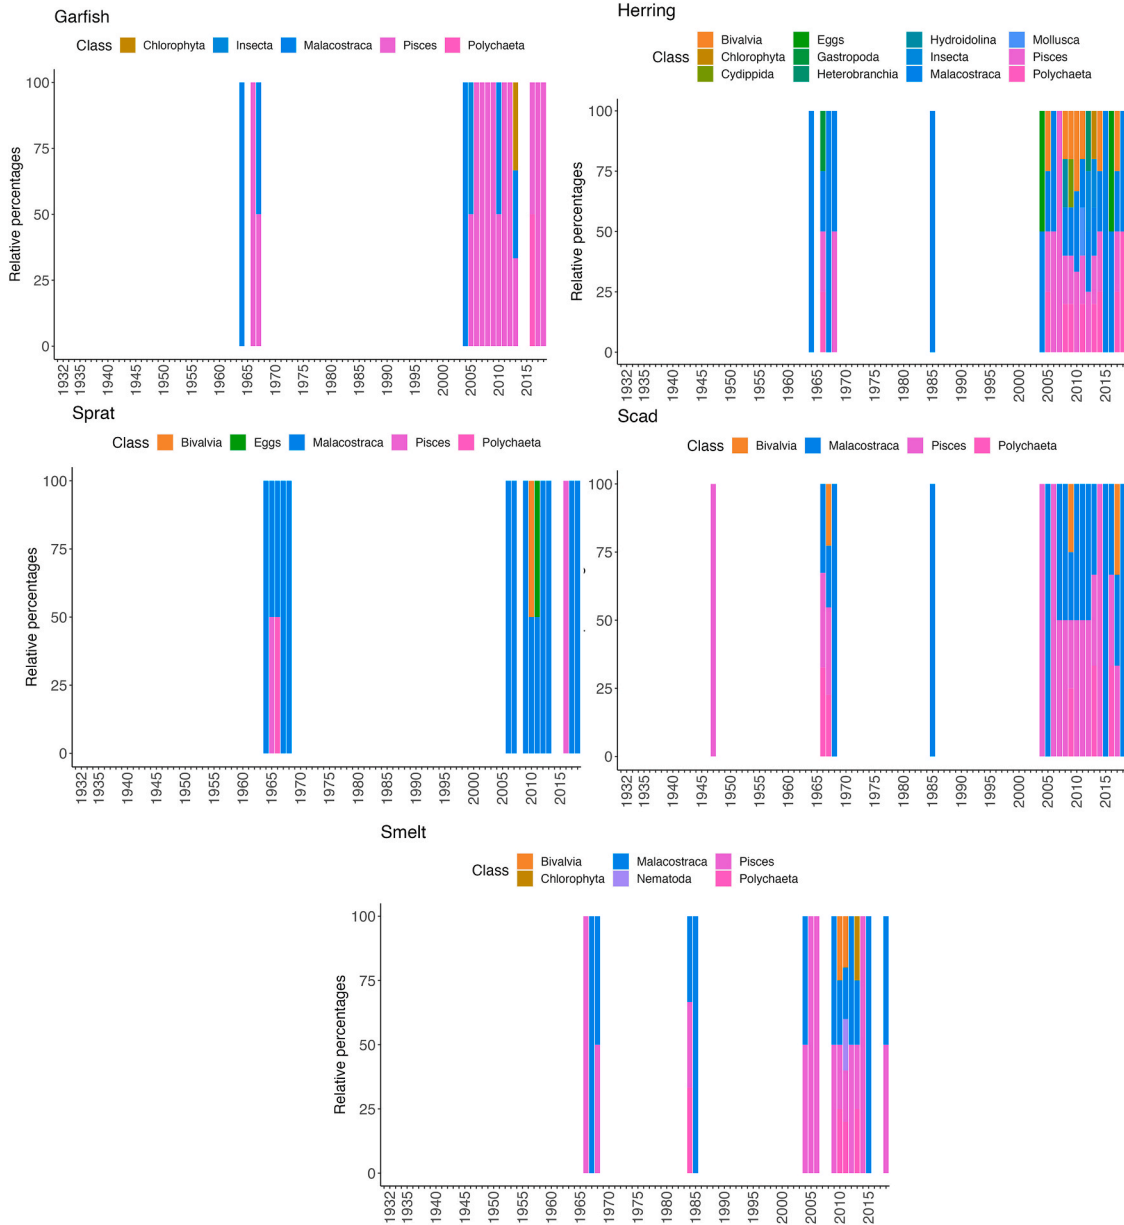 Garfish
Class Chlorophyta Insecta Malacostraca Pisces Polychaeta
Relative percentages
100
75
50
25
0
1932 1935 1940 1945 1950 1955 1960 1965 1970 1975 1980 1985 1990 1995 2000 2005 2010 2015
Herring
Class
Bivalvia Eggs Hydroidolina Mollusca
Chlorophyta Gastropoda Insecta Pisces
Cydippida Heterobranchia Malacostraca Polychaeta
Relative percentages
100
75
50
25
0
1932 1935 1940 1945 1950 1955 1960 1965 1970 1975 1980 1985 1990 1995 2000 2005 2010 2015
Sprat
Class Bivalvia Eggs Malacostraca Pisces Polychaeta
Relative percentages
100
75
50
25
0
1932 1935 1940 1945 1950 1955 1960 1965 1970 1975 1980 1985 1990 1995 2000 2005 2010 2015
Scad
Class Bivalvia Malacostraca Pisces Polychaeta
100
75
50
25
0
1932 1935 1940 1945 1950 1955 1960 1965 1970 1975 1980 1985 1990 1995 2000 2005 2010 2015
Smelt
Class
Bivalvia Malacostraca Pisces
Chlorophyta Nematoda Polychaeta
Relative percentages
100
75
50
25
0
1932 1935 1940 1945 1950 1955 1960 1965 1970 1975 1980 1985 1990 1995 2000 2005 2010 2015